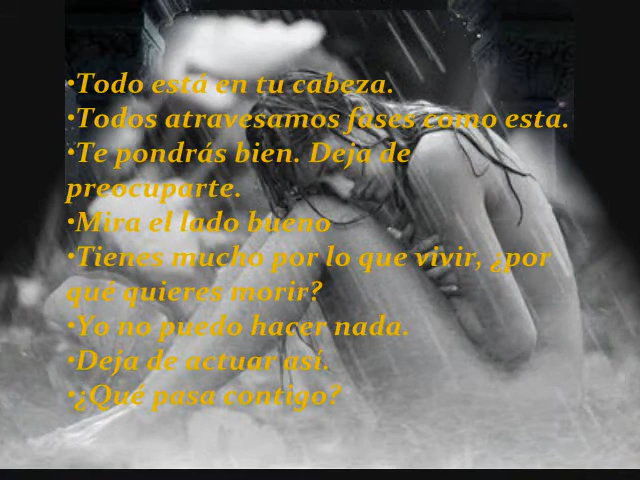 •Todo está en tu cabeza.
•Todos atravesamos fases como esta.
•Te pondrás bien. Deja de
preocuparte.
•Mira el lado bueno
•Tienes mucho por lo que vivir, ¿por
qué quieres morir?
•Yo no puedo hacer nada.
•Deja de actuar así.
•¿Qué pasa contigo?